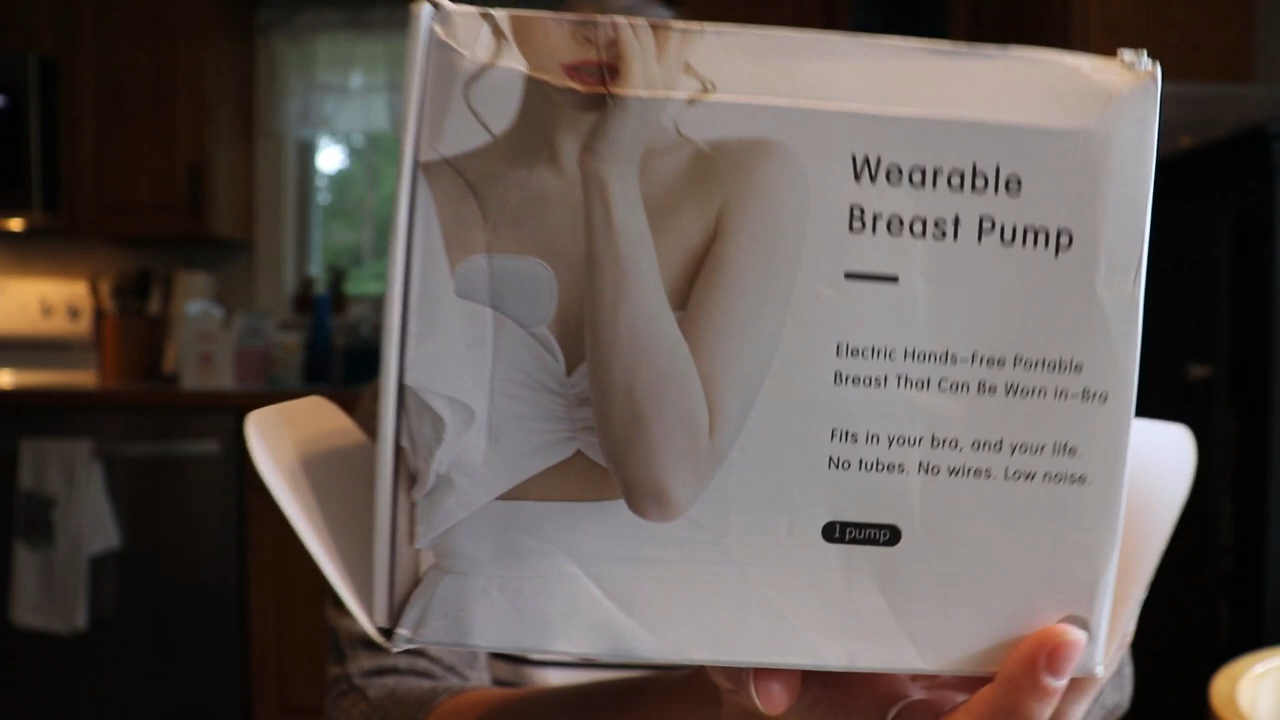 Wearable
Breast Pump
Electric Hands-Free Portable
Breast That Can Be Worn in-Bra
Fits in your bra, and your life.
No tubes. No wires. Low noise.
1 pump